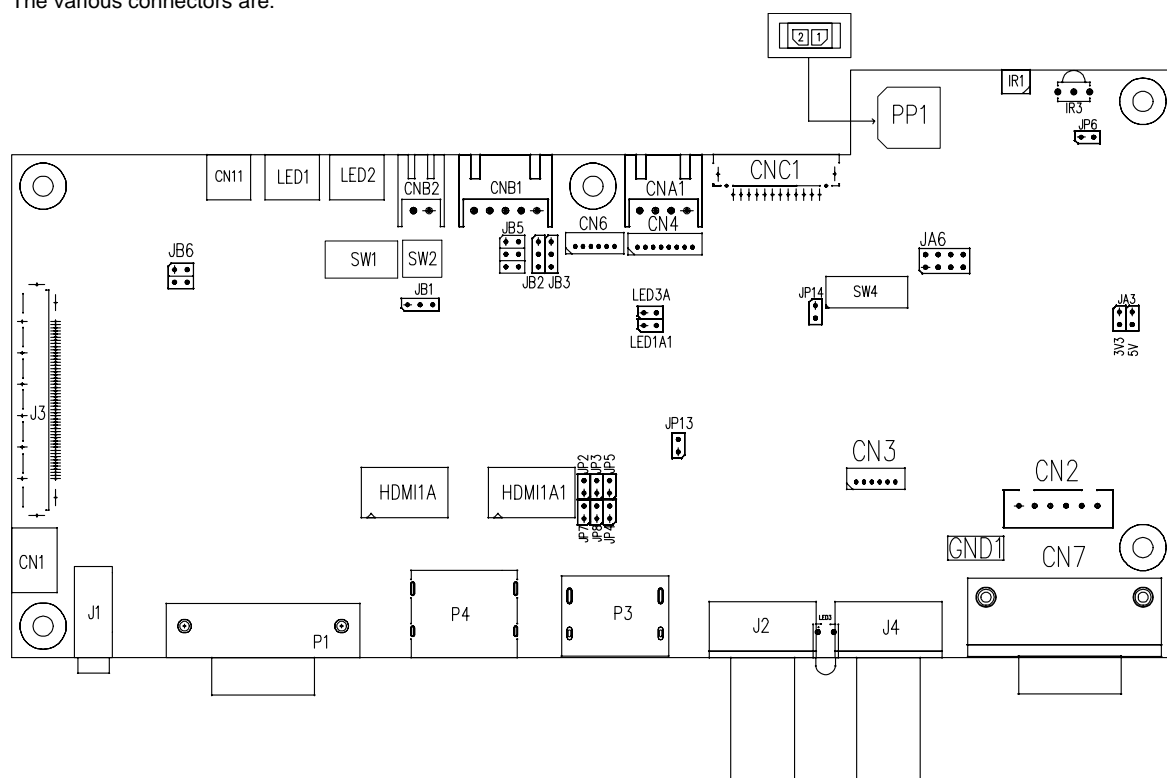 The various connectors are:
2 1
IR1
PP1
IR3
JP6
CN11 LED1 LED2
CNB2 CNB1 CNA1 CNC1
CN6 CN4
JB5
JB6 SW1 SW2 JA6
JB2 JB3
JB1 LED3A JP14 SW4 JA3
LED1A1
3V3 5V
J3
JP13
CN3
JP2 JP3 JP5
CN2
HDMI1A HDMI1A1
JP7 JP8 JP4
GND1
CN1 CN7
J1 P4 P3 LED3
J2 J4
P1